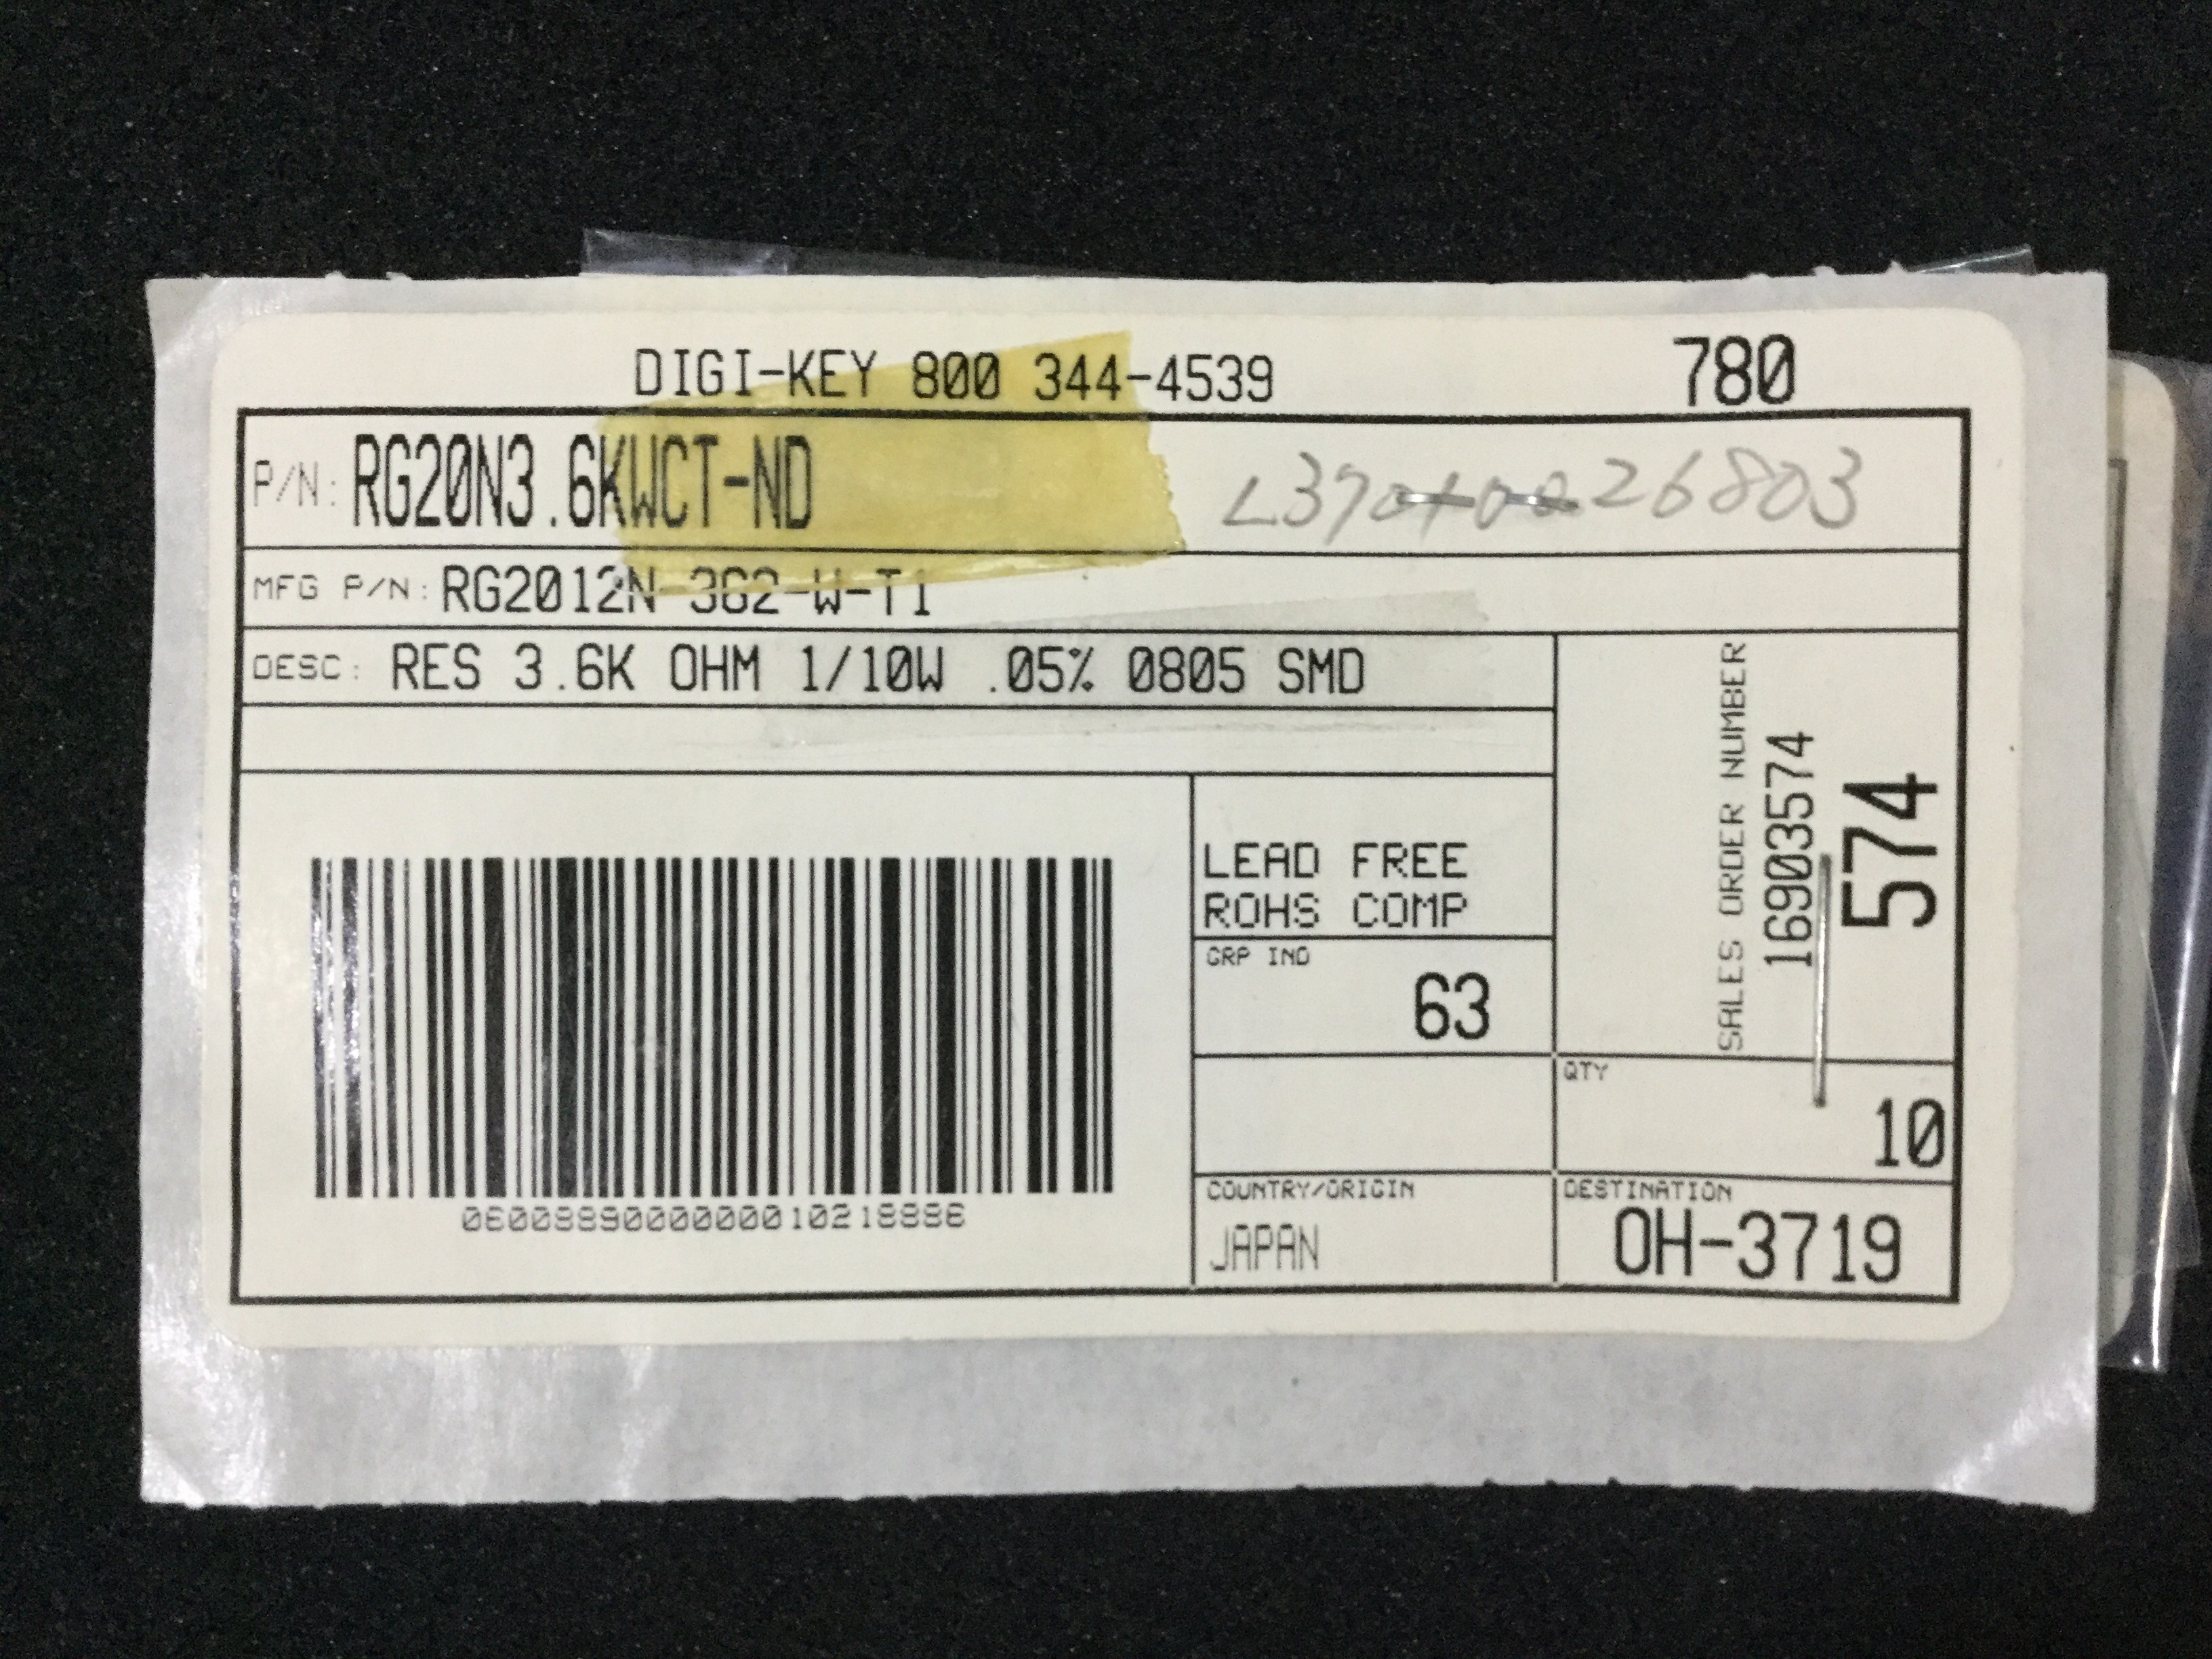 DIGI-KEY 800 344-4539 780
P/N: RG20N3.6KWCT-ND
MFG P/N: RG2012N-362-W-T1
DESC: RES 3.6K OHM 1/10W .05% 0805 SMD
SALES ORDER NUMBER
16903574
574
LEAD FREE
ROHS COMP
GRP IND
63
QTY
10
0600889000000010218886
COUNTRY/ORIGIN
JAPAN
DESTINATION
OH-3719